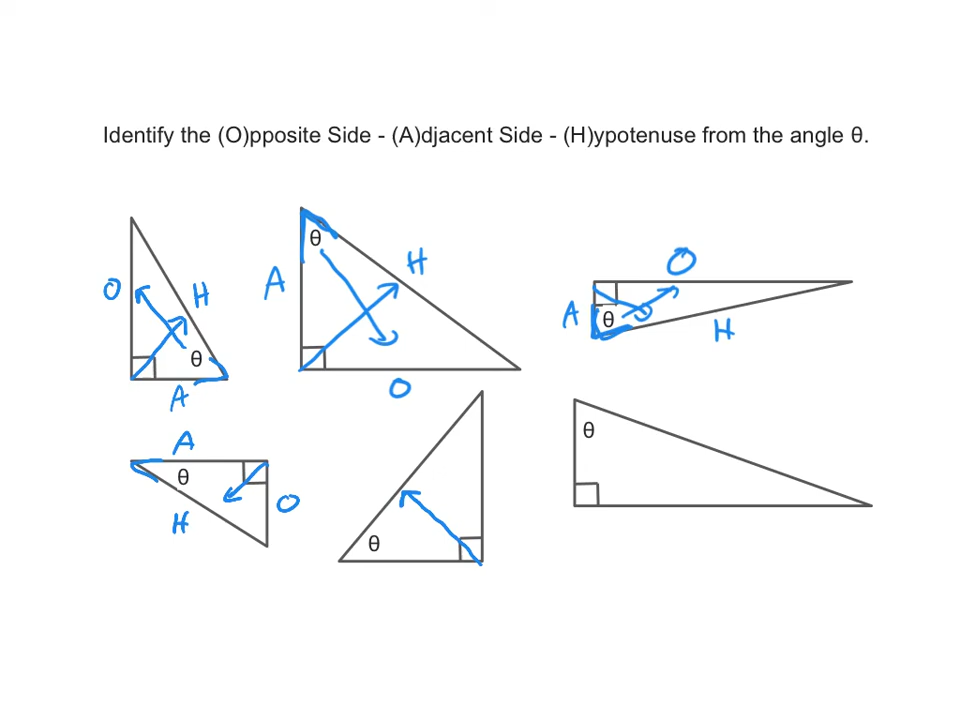 Identify the (O)pposite Side - (A)djacent Side - (H)ypotenuse from the angle θ.
O H θ A
θ A H O
O A θ H
A θ H O
θ
θ